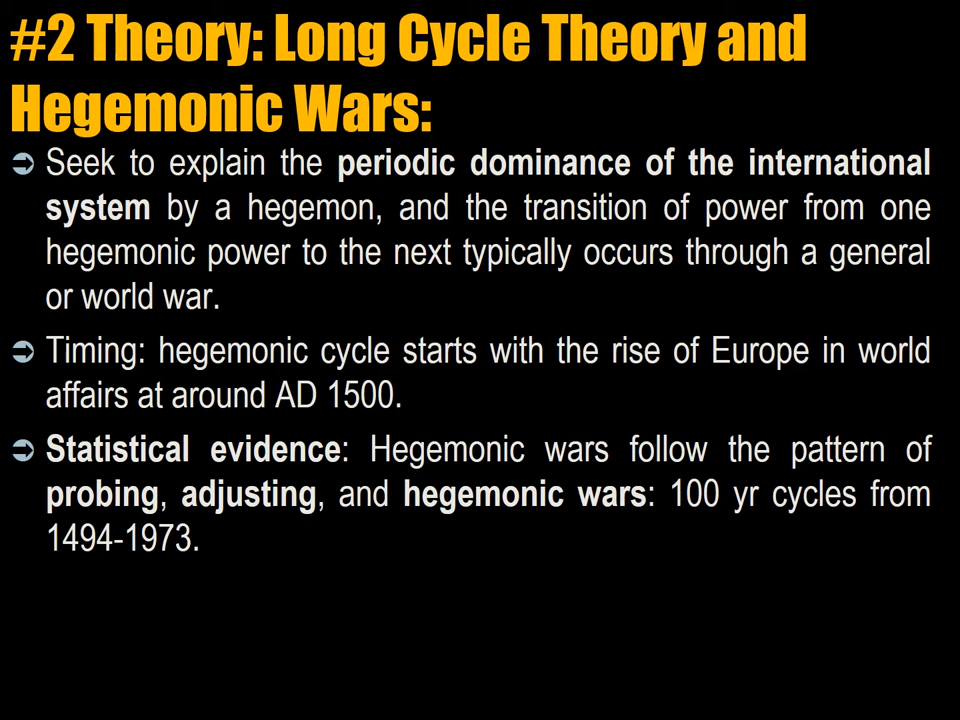 #2 Theory: Long Cycle Theory and
Hegemonic Wars:
➲ Seek to explain the periodic dominance of the international
system by a hegemon, and the transition of power from one
hegemonic power to the next typically occurs through a general
or world war.
➲ Timing: hegemonic cycle starts with the rise of Europe in world
affairs at around AD 1500.
➲ Statistical evidence: Hegemonic wars follow the pattern of
probing, adjusting, and hegemonic wars: 100 yr cycles from
1494-1973.